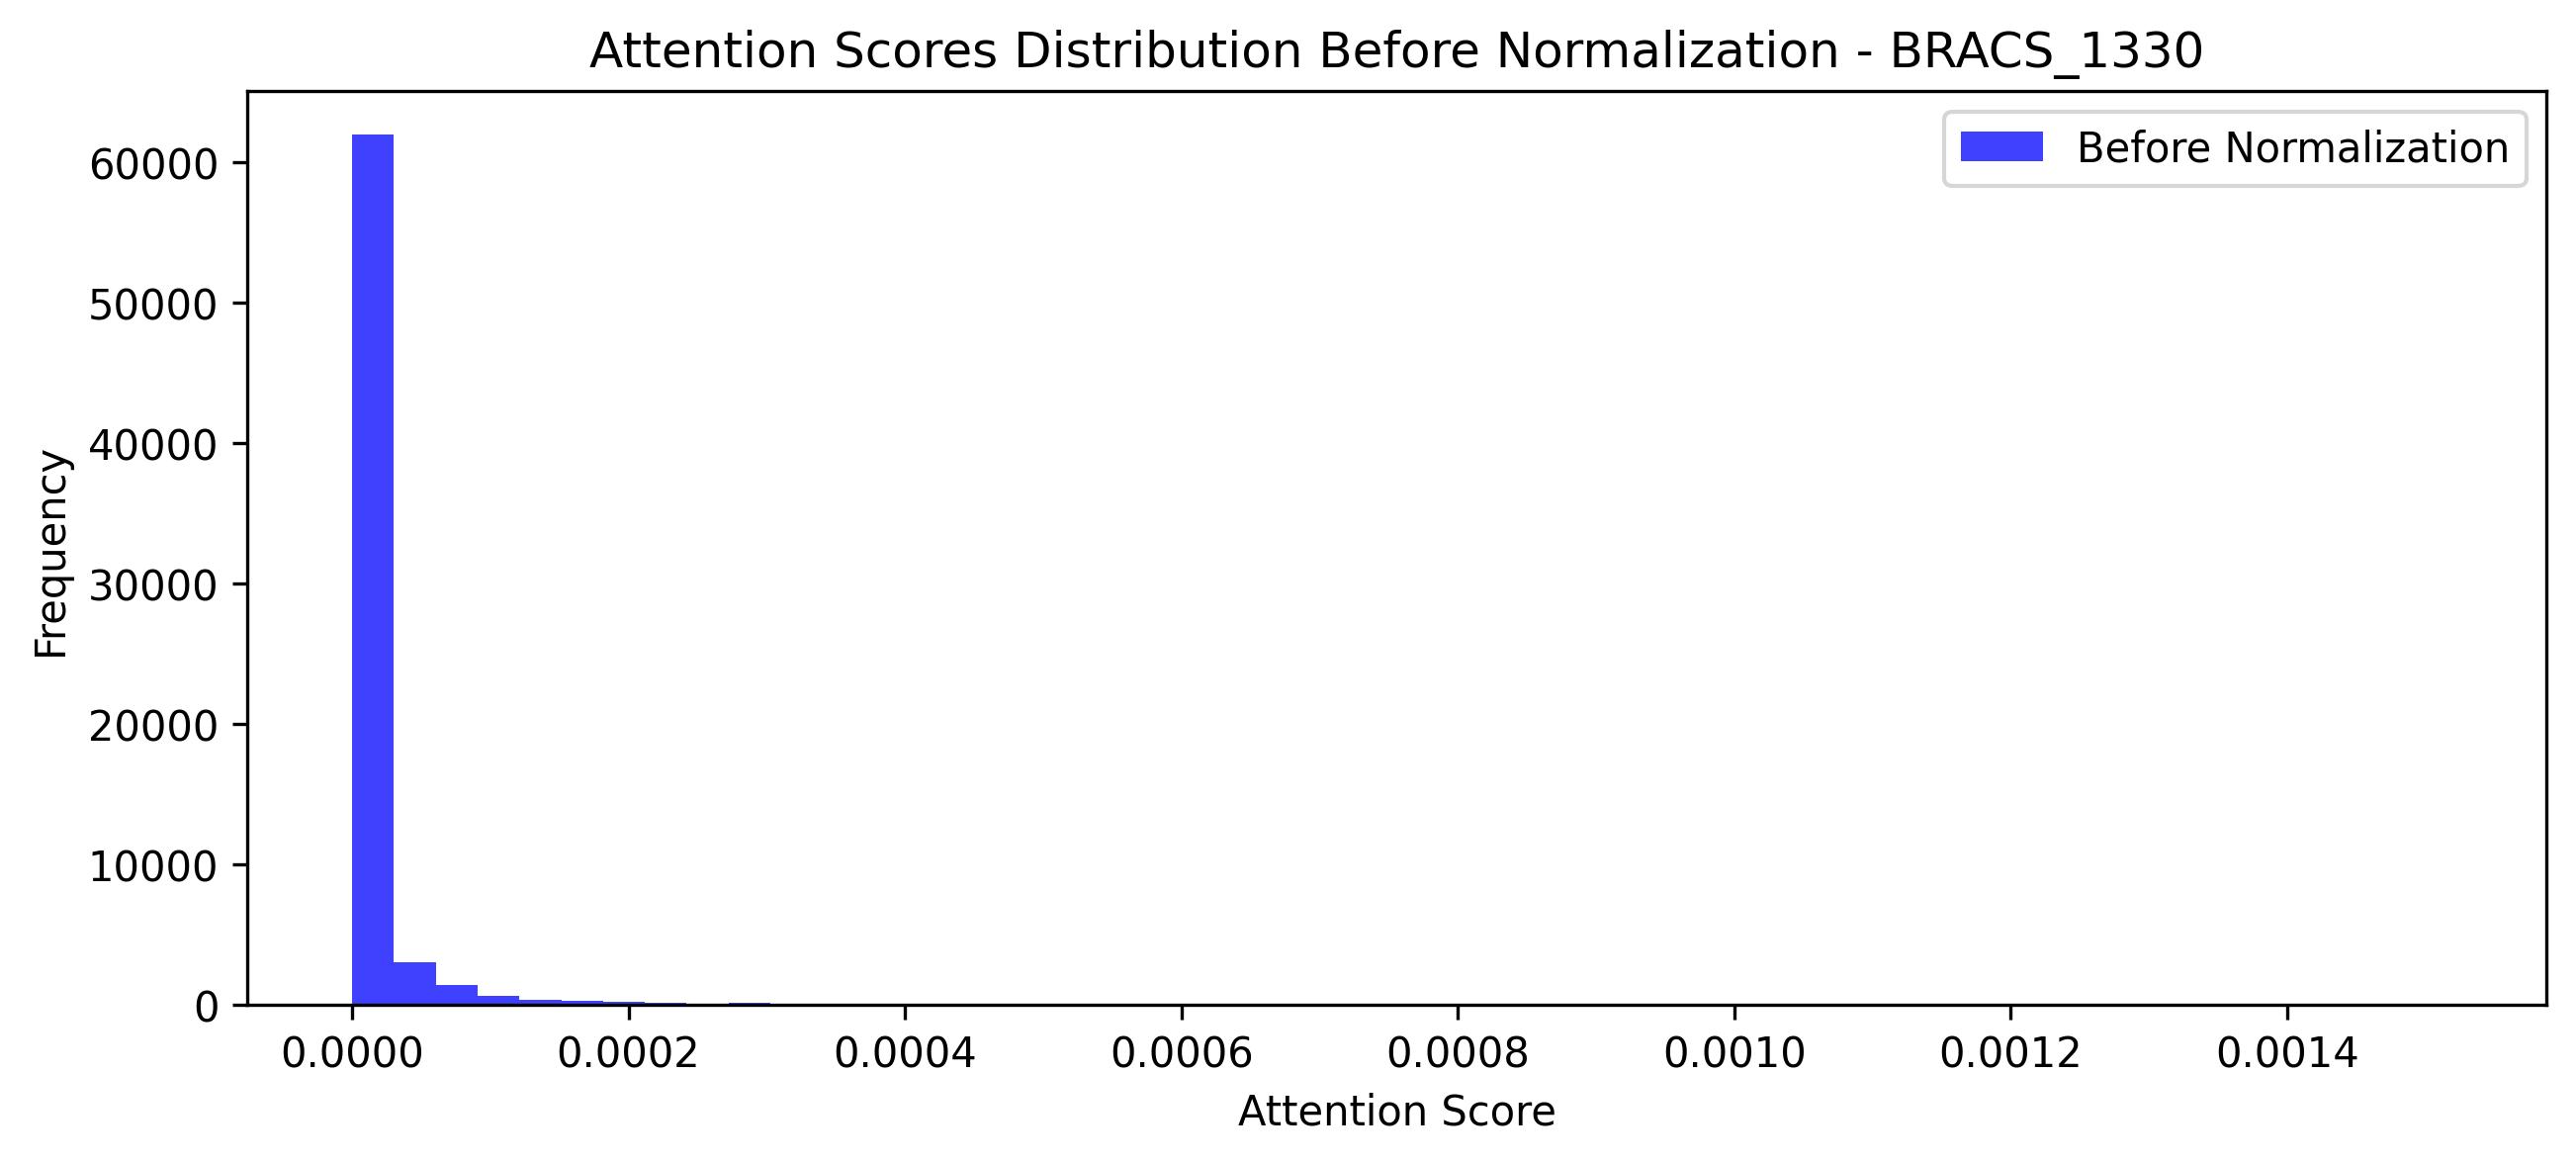 Attention Scores Distribution Before Normalization - BRACS_1330
Before Normalization
60000
50000
40000
30000
20000
10000
0
Frequency
0.0000 0.0002 0.0004 0.0006 0.0008 0.0010 0.0012 0.0014
Attention Score